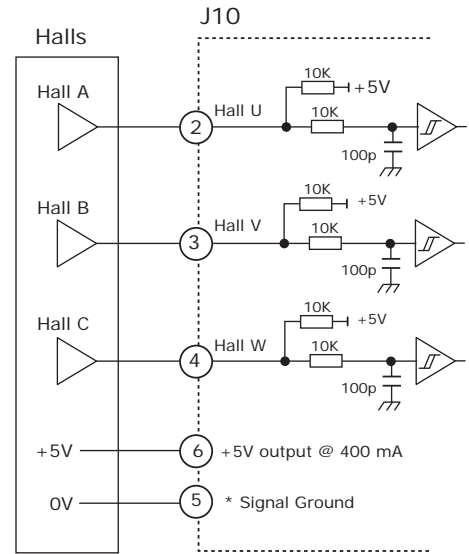 J10
Halls
Hall A
2
Hall U
10K
+5V
10K
100p
Hall B
3
Hall V
10K
+5V
10K
100p
Hall C
4
Hall W
10K
+5V
10K
100p
+5V
6
+5V output @ 400 mA
0V
5
* Signal Ground